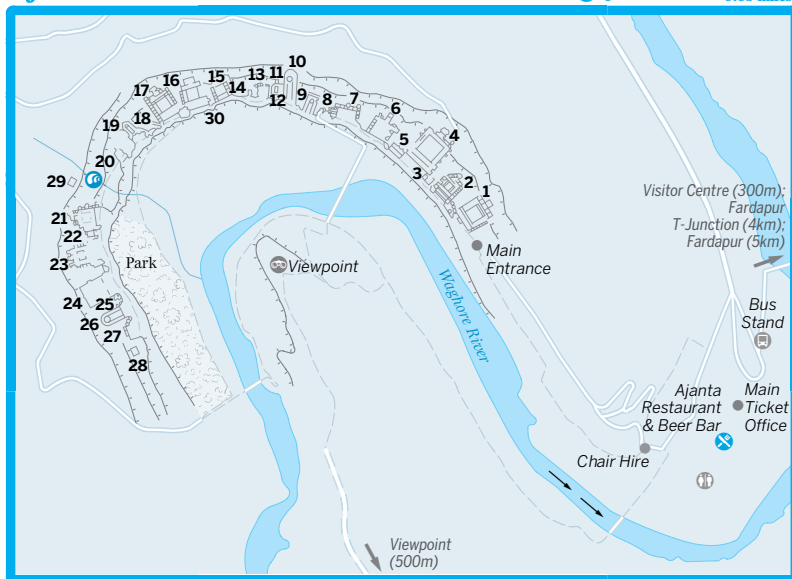 10
16
15
13
11
17
14
12
9
8
7
6
19
18
30
5
4
3
2
1
20
29
21
22
23
24
25
26
27
28
Park
Viewpoint
Main
Entrance
Waghore River
Visitor Centre (300m);
Fardapur
T-Junction (4km);
Fardapur (5km)
Bus
Stand
Ajanta
Restaurant
& Beer Bar
Main
Ticket
Office
Chair Hire
Viewpoint
(500m)